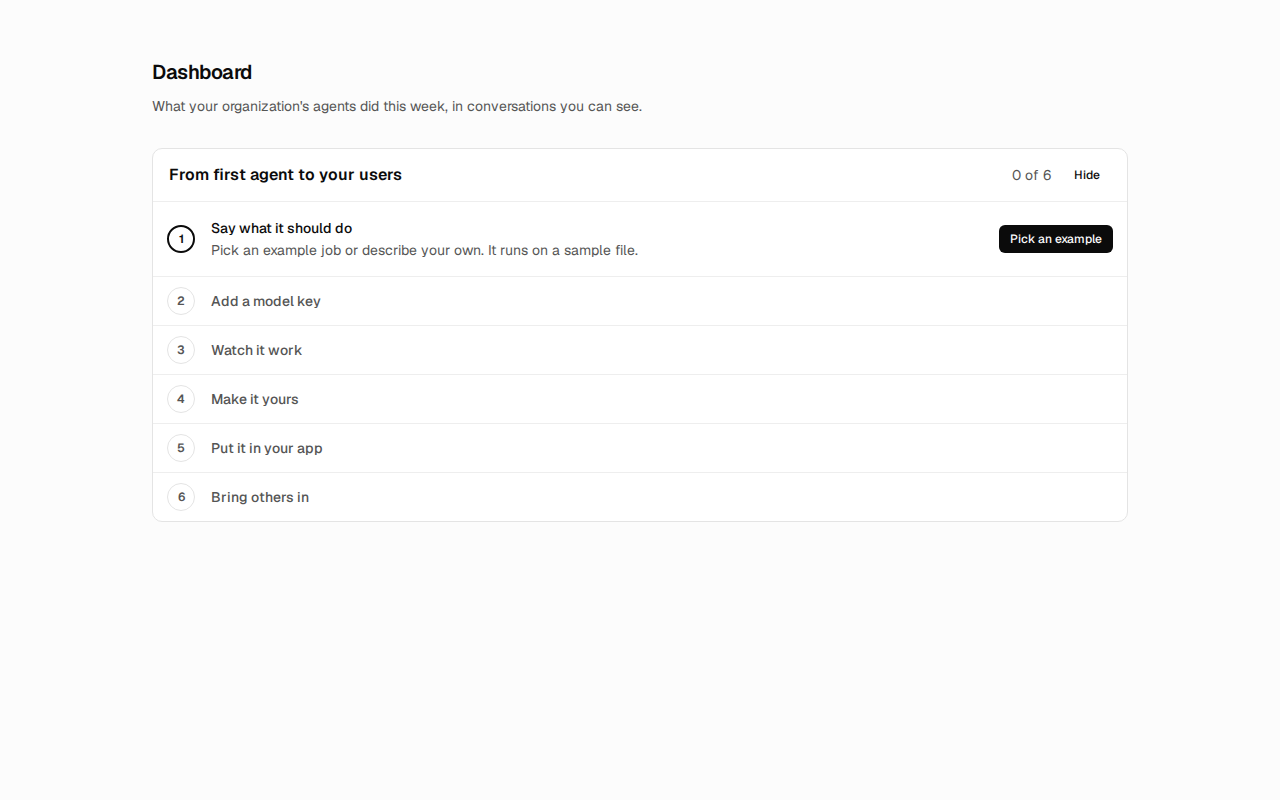 Dashboard
What your organization's agents did this week, in conversations you can see.
From first agent to your users
0 of 6
Hide
1
Say what it should do
Pick an example job or describe your own. It runs on a sample file.
Pick an example
2
Add a model key
3
Watch it work
4
Make it yours
5
Put it in your app
6
Bring others in